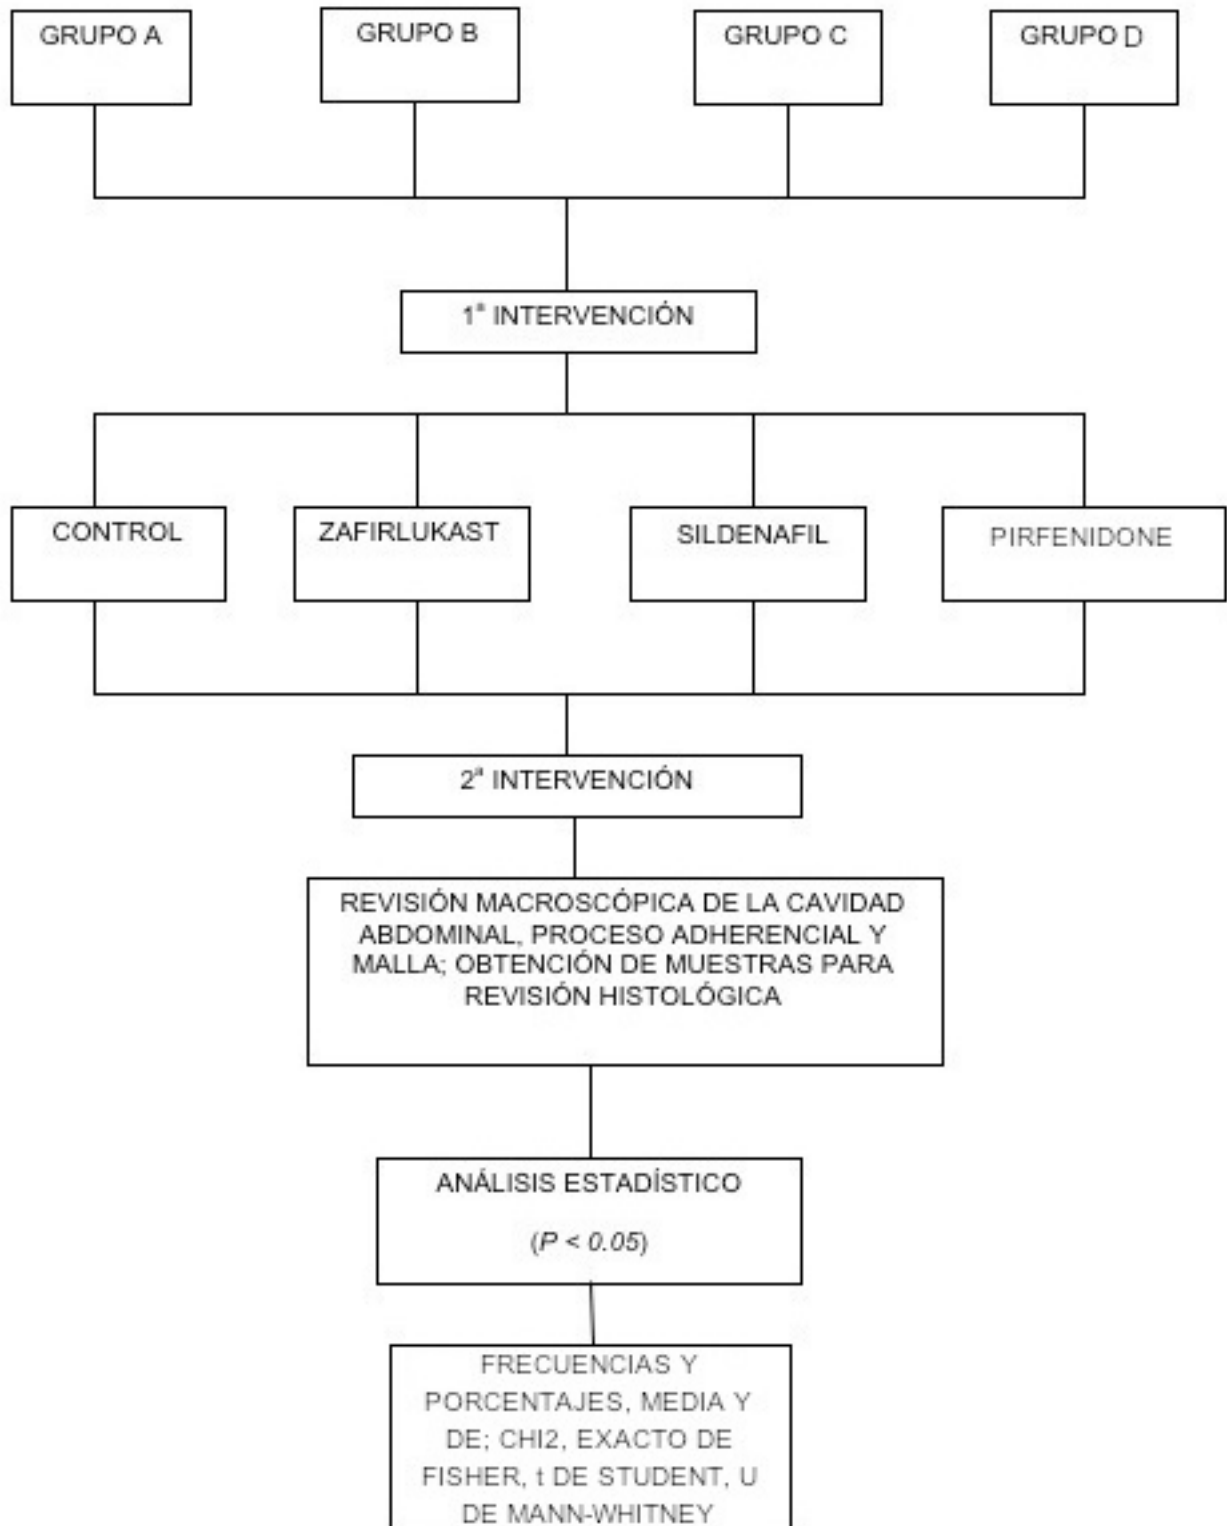 GRUPO A
GRUPO B
GRUPO C
GRUPO D
1ª INTERVENCIÓN
CONTROL
ZAFIRLUKAST
SILDENAFIL
PIRFENIDONE
2ª INTERVENCIÓN
REVISIÓN MACROSCÓPICA DE LA CAVIDAD
ABDOMINAL, PROCESO ADHERENCIAL Y
MALLA; OBTENCIÓN DE MUESTRAS PARA
REVISIÓN HISTOLÓGICA
ANÁLISIS ESTADÍSTICO
(P < 0.05)
FRECUENCIAS Y
PORCENTAJES, MEDIA Y
DE; CHI2, EXACTO DE
FISHER, t DE STUDENT, U
DE MANN-WHITNEY